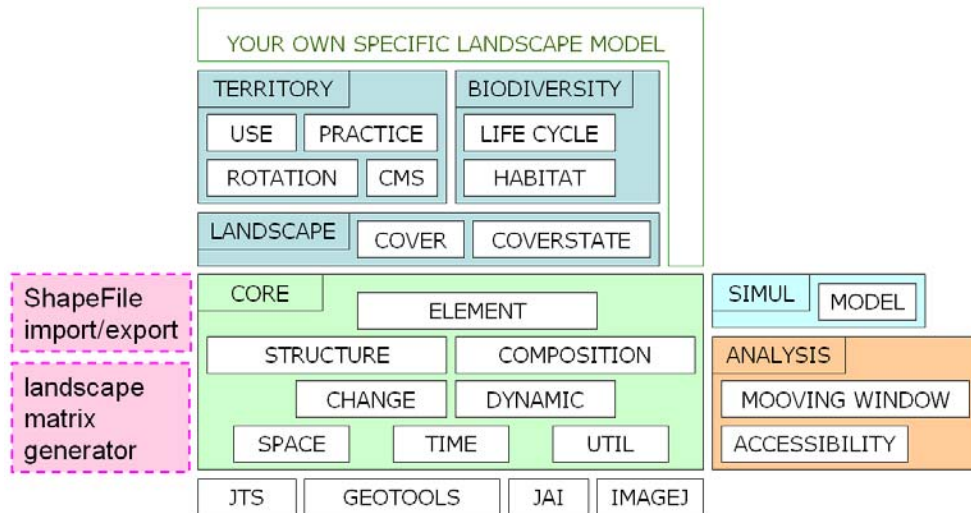 YOUR OWN SPECIFIC LANDSCAPE MODEL
TERRITORY
USE
PRACTICE
ROTATION
CMS
BIODIVERSITY
LIFE CYCLE
HABITAT
LANDSCAPE
COVER
COVERSTATE
ShapeFile
import/export
landscape
matrix
generator
CORE
ELEMENT
STRUCTURE
COMPOSITION
CHANGE
DYNAMIC
SPACE
TIME
UTIL
SIMUL
MODEL
ANALYSIS
MOOVING WINDOW
ACCESSIBILITY
JTS
GEOTOOLS
JAI
IMAGEJ